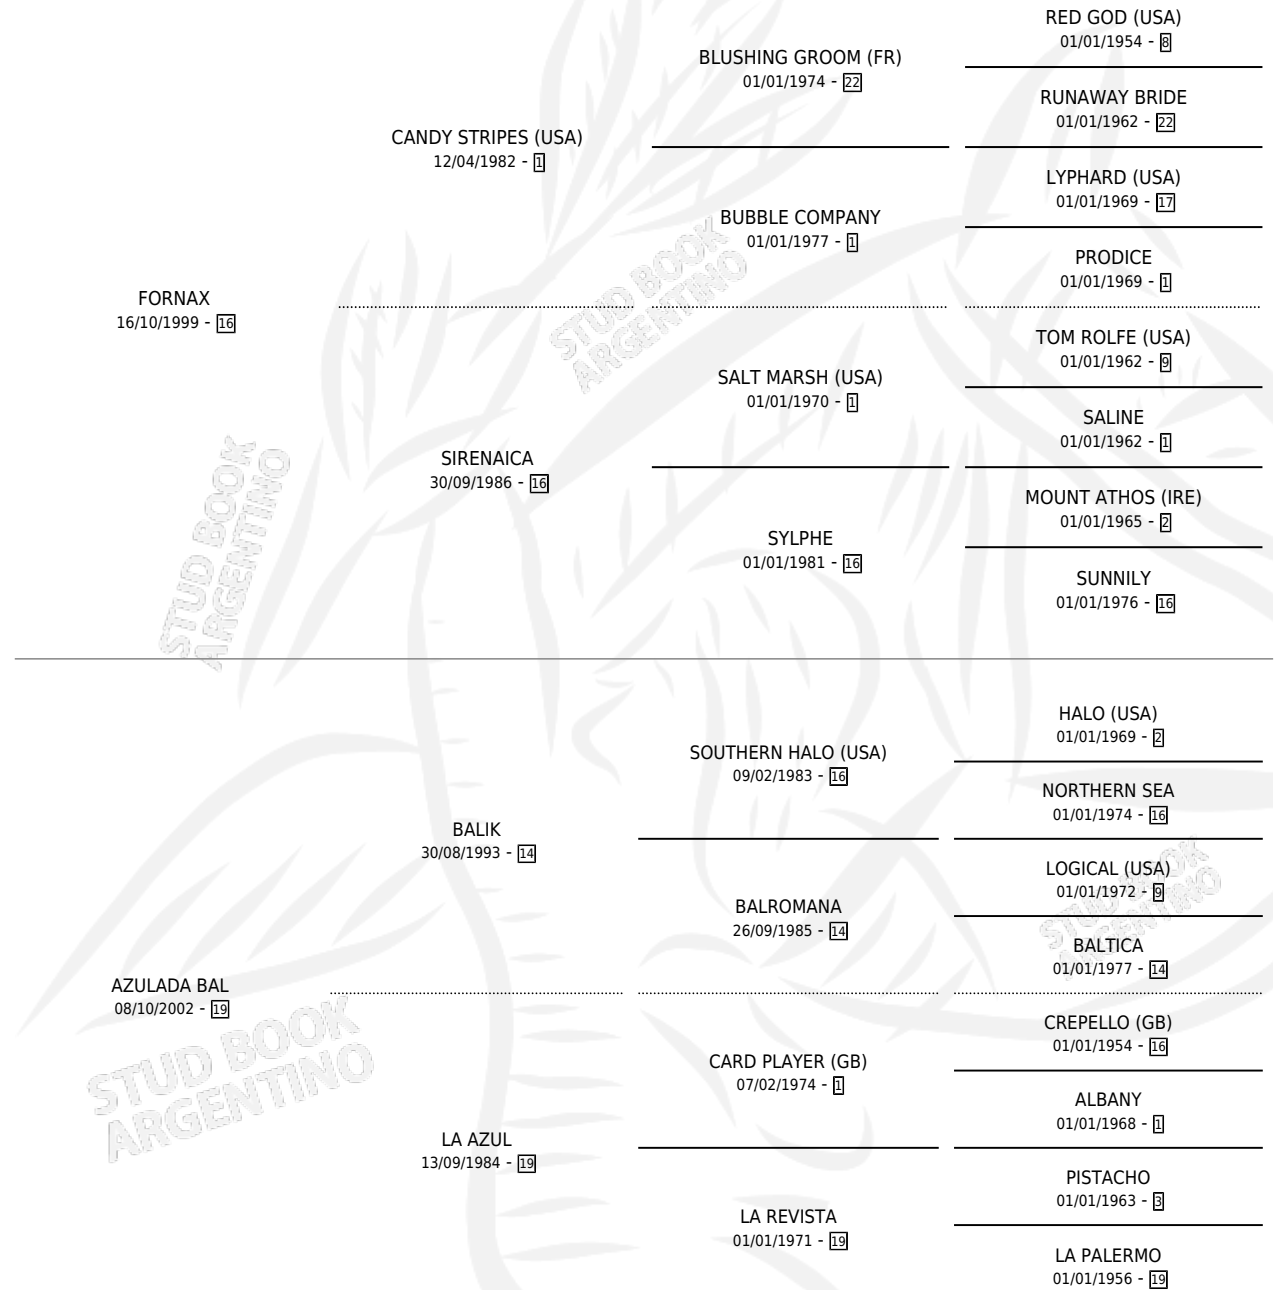 FORNAX
16/10/1999 - 16
CANDY STRIPES (USA)
12/04/1982 - 1
BLUSHING GROOM (FR)
01/01/1974 - 22
RED GOD (USA)
01/01/1954 - 8
RUNAWAY BRIDE
01/01/1962 - 22
BUBBLE COMPANY
01/01/1977 - 1
LYPHARD (USA)
01/01/1969 - 17
PRODICE
01/01/1969 - 1
SIRENAICA
30/09/1986 - 16
SALT MARSH (USA)
01/01/1970 - 1
TOM ROLFE (USA)
01/01/1962 - 9
SALINE
01/01/1962 - 1
SYLPHE
01/01/1981 - 16
MOUNT ATHOS (IRE)
01/01/1965 - 2
SUNNILY
01/01/1976 - 16
AZULADA BAL
08/10/2002 - 19
BALIK
30/08/1993 - 14
SOUTHERN HALO (USA)
09/02/1983 - 16
HALO (USA)
01/01/1969 - 2
NORTHERN SEA
01/01/1974 - 16
BALROMANA
26/09/1985 - 14
LOGICAL (USA)
01/01/1972 - 9
BALTICA
01/01/1977 - 14
LA AZUL
13/09/1984 - 19
CARD PLAYER (GB)
07/02/1974 - 1
CREPELLO (GB)
01/01/1954 - 16
ALBANY
01/01/1968 - 1
LA REVISTA
01/01/1971 - 19
PISTACHO
01/01/1963 - 3
LA PALERMO
01/01/1956 - 19
STUD BOOK
ARGENTINO
STUD BOOK
ARGENTINO
STUD BOOK
ARGENTINO
STUD BOOK
ARGENTINO